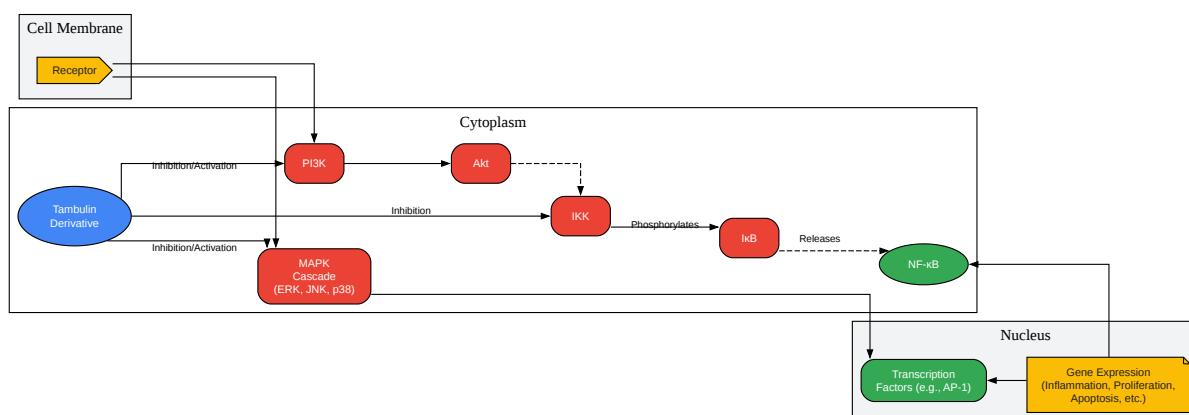 Cell Membrane
Receptor
Cytoplasm
Inhibition/Activation
PI3K
Akt
Tambulin
Derivative
Inhibition
IKK
Phosphorylates
IκB
Releases
NF-κB
Inhibition/Activation
MAPK
Cascade
(ERK, JNK, p38)
Nucleus
Transcription
Factors (e.g., AP-1)
Gene Expression
(Inflammation, Proliferation,
Apoptosis, etc.)